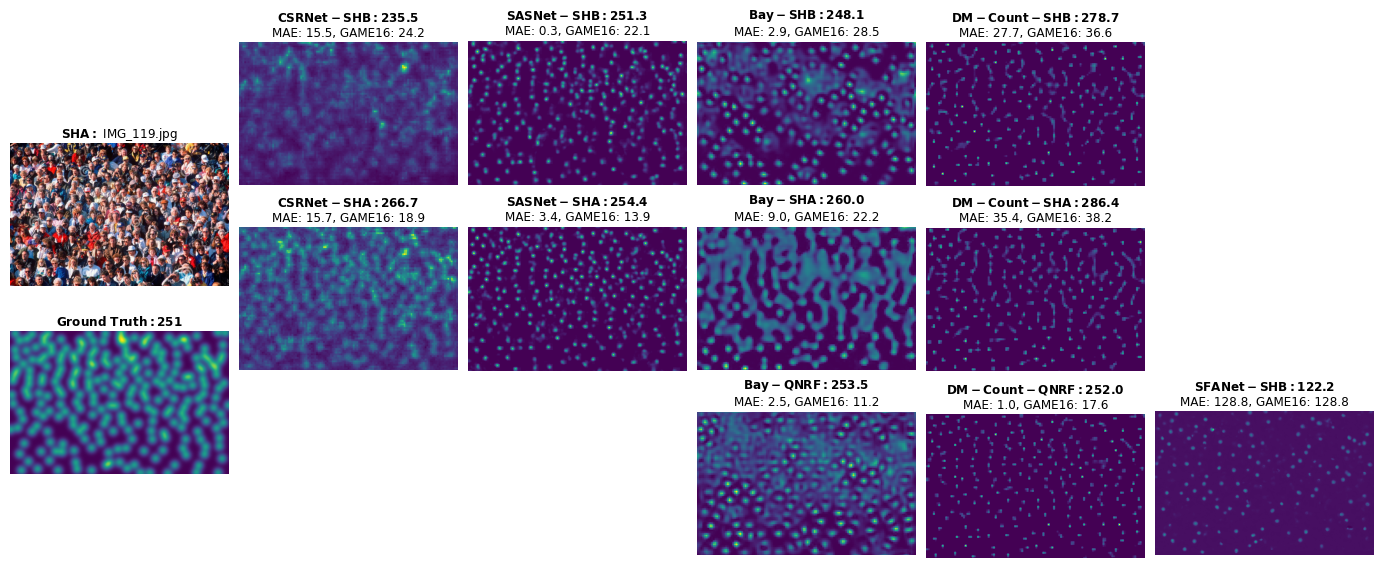 CSRNet − SHB: 235.5
MAE: 15.5, GAME16: 24.2
SASNet − SHB: 251.3
MAE: 0.3, GAME16: 22.1
Bay − SHB: 248.1
MAE: 2.9, GAME16: 28.5
DM − Count − SHB: 278.7
MAE: 27.7, GAME16: 36.6
SHA: IMG_119.jpg
CSRNet − SHA: 266.7
MAE: 15.7, GAME16: 18.9
SASNet − SHA: 254.4
MAE: 3.4, GAME16: 13.9
Bay − SHA: 260.0
MAE: 9.0, GAME16: 22.2
DM − Count − SHA: 286.4
MAE: 35.4, GAME16: 38.2
Ground Truth: 251
Bay − QNRF: 253.5
MAE: 2.5, GAME16: 11.2
DM − Count − QNRF: 252.0
MAE: 1.0, GAME16: 17.6
SFANet − SHB: 122.2
MAE: 128.8, GAME16: 128.8